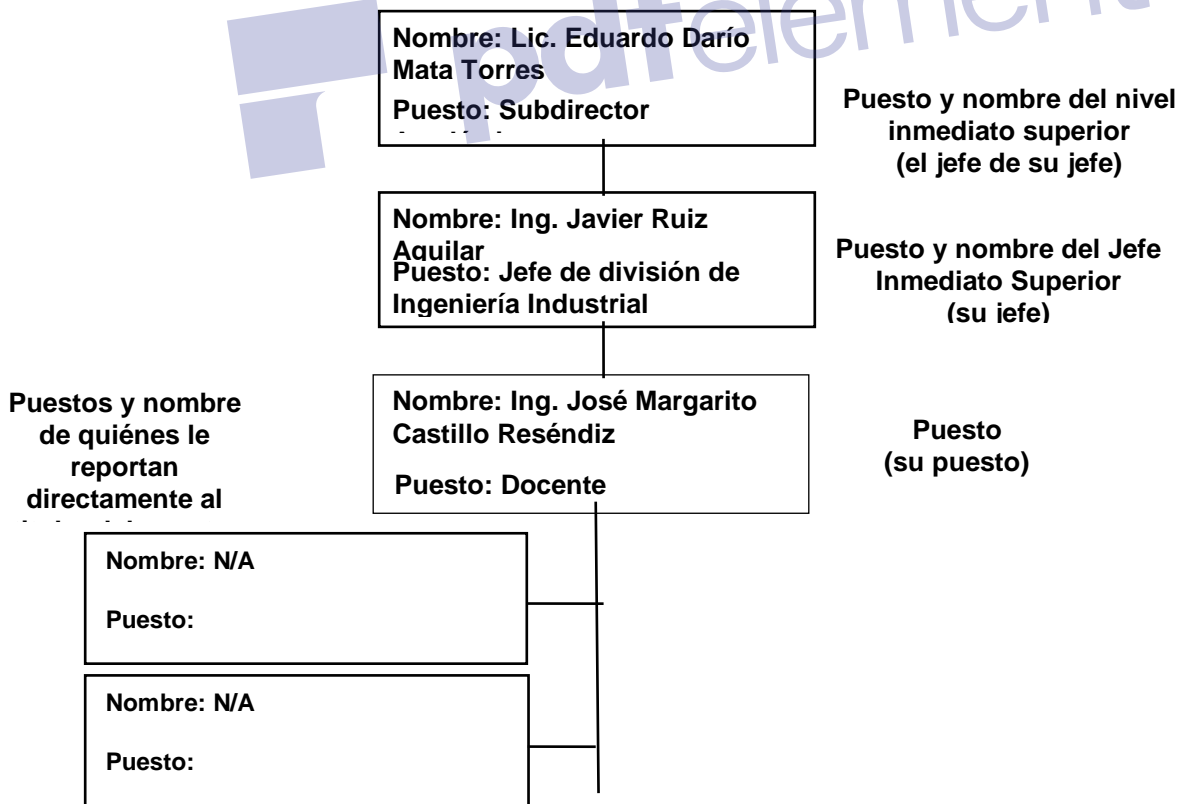 pdfelement
Nombre: Lic. Eduardo Darío
Mata Torres
Puesto: Subdirector
Puesto y nombre del nivel
inmediato superior
(el jefe de su jefe)
Nombre: Ing. Javier Ruiz
Aguilar
Puesto: Jefe de división de
Ingeniería Industrial
Puesto y nombre del Jefe
Inmediato Superior
(su jefe)
Puestos y nombre
de quiénes le
reportan
directamente al
Nombre: Ing. José Margarito
Castillo Reséndiz
Puesto: Docente
Puesto
(su puesto)
Nombre: N/A
Puesto:
Nombre: N/A
Puesto: